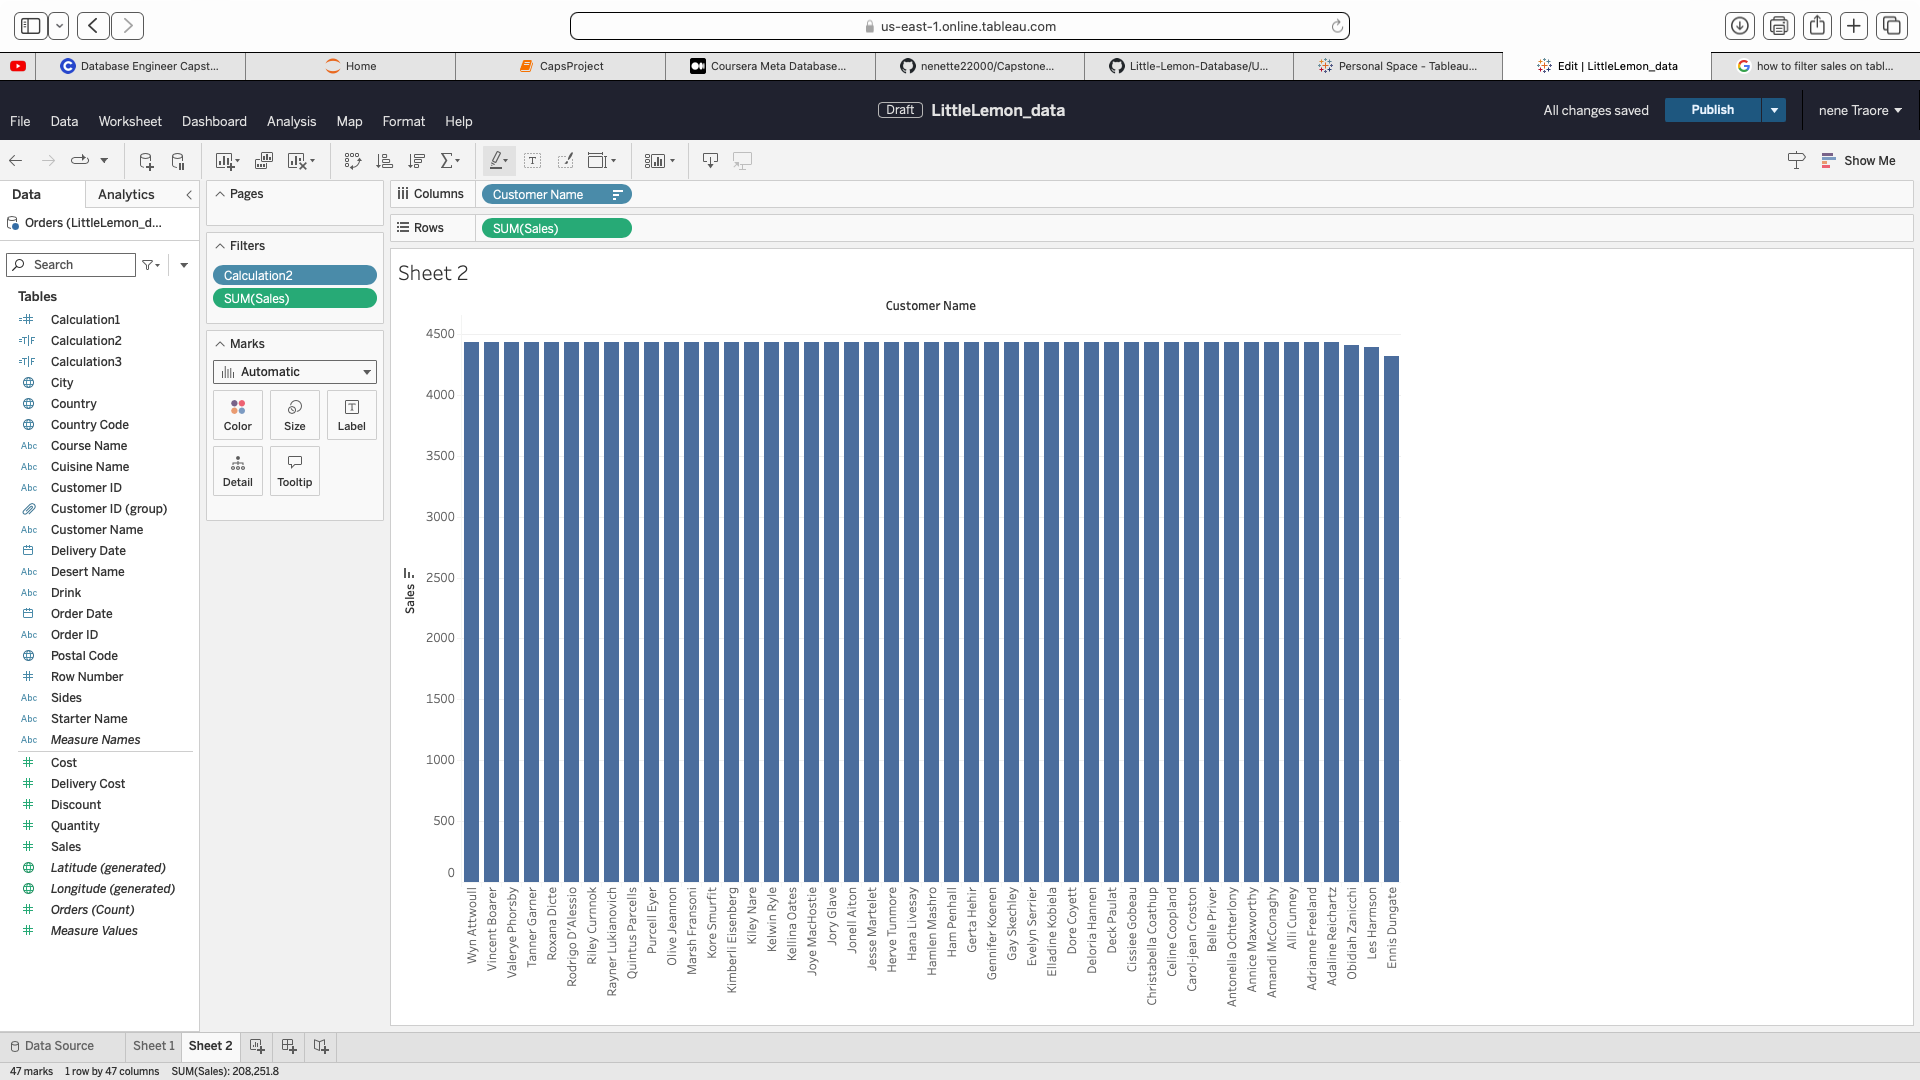 us-east-1.online.tableau.com
Database Engineer Capst...
Home
CapsProject
Coursera Meta Database...
nenette22000/Capstone...
Little-Lemon-Database/U...
Personal Space - Tableau...
Edit | LittleLemon_data
how to filter sales on tabl...
Draft LittleLemon_data
All changes saved
Publish
nene Traore
File Data Worksheet Dashboard Analysis Map Format Help
Show Me
Data Analytics
Orders (LittleLemon_d...
Search
Tables
=# Calculation1
=T|F Calculation2
=T|F Calculation3
City
Country
Country Code
Abc Course Name
Abc Cuisine Name
Abc Customer ID
Customer ID (group)
Abc Customer Name
Delivery Date
Abc Desert Name
Abc Drink
Order Date
Abc Order ID
Postal Code
# Row Number
Abc Sides
Abc Starter Name
Abc Measure Names
# Cost
# Delivery Cost
# Discount
# Quantity
# Sales
Latitude (generated)
Longitude (generated)
# Orders (Count)
# Measure Values
Pages
Filters
Calculation2
SUM(Sales)
Marks
Automatic
Color Size Label
Detail Tooltip
Columns Customer Name
Rows SUM(Sales)
Sheet 2
Customer Name
4500
4000
3500
3000
2500
2000
1500
1000
500
0
Sales
Wyn Attwoull
Vincent Boarer
Valerye Phorsby
Tanner Garner
Roxana Dicte
Rodrigo D'Alessio
Riley Curnnok
Rayner Lukianovich
Quintus Parcells
Purcell Eyer
Olive Jeannon
Marsh Fransoni
Kore Smurfit
Kimberli Eisenberg
Kiley Nare
Kelwin Ryle
Kellina Oates
Joye MacHostie
Jory Glave
Jonell Aiton
Jesse Martelet
Herve Tunmore
Hana Livesay
Hamlen Mashro
Ham Penhall
Gerta Hehir
Gennifer Koenen
Gay Skechley
Evelyn Serrier
Elladine Kobiela
Dore Coyett
Deloria Hannen
Deck Paulat
Cissiee Gobeau
Christabella Coathup
Celine Coopland
Carol-jean Croston
Belle Priver
Antonella Ochterlony
Annice Maxworthy
Amandi McConaghy
Alli Cunney
Adrianne Freeland
Adaline Reichartz
Obidiah Zanicchi
Les Harmson
Ennis Dungate
Data Source Sheet 1 Sheet 2
47 marks 1 row by 47 columns SUM(Sales): 208,251.8